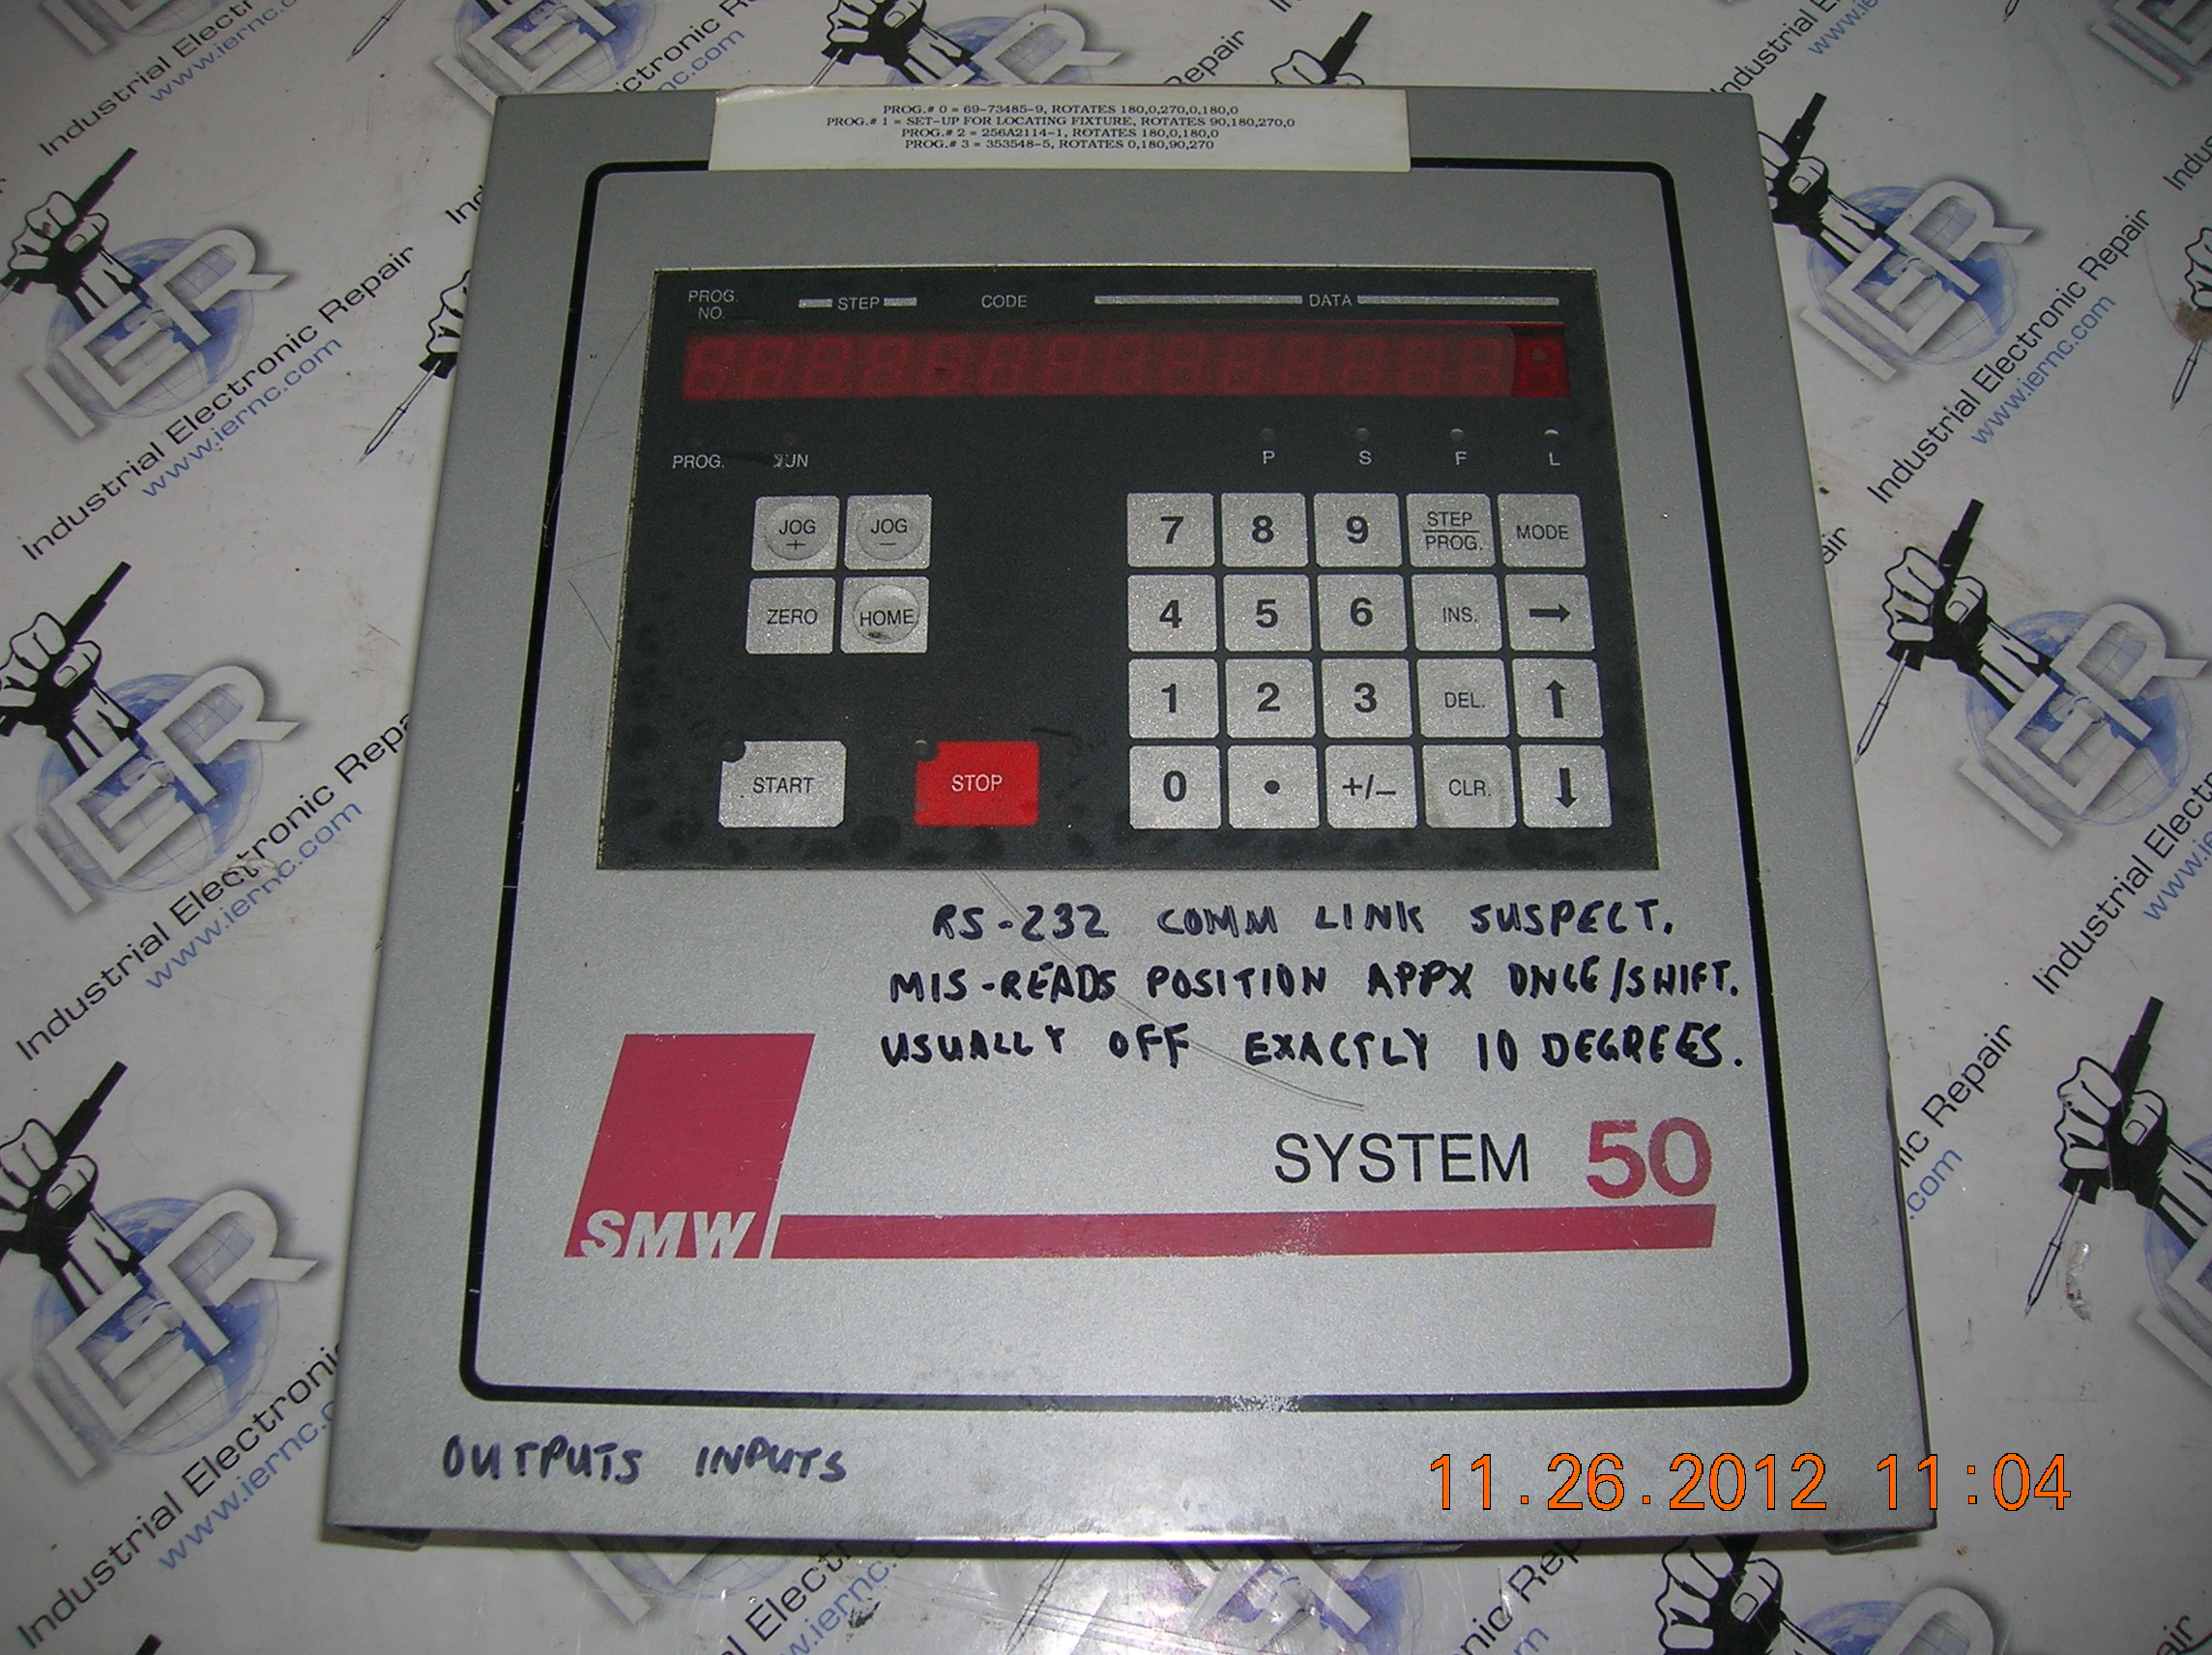 PROG.# 0 = 69-73485-9, ROTATES 180,0,270,0,180,0
PROG.# 1 = SET-UP FOR LOCATING FIXTURE, ROTATES 90,180,270,0
PROG.# 2 = 256A2114-1, ROTATES 180,0,180,0
PROG.# 3 = 353548-5, ROTATES 0,180,90,270
PROG. NO. STEP CODE DATA
PROG. RUN P S F L
JOG + JOG − 7 8 9 STEP PROG. MODE
ZERO HOME 4 5 6 INS. →
1 2 3 DEL. ↑
START STOP 0 • +/− CLR. ↓
RS-232 COMM LINK SUSPECT.
MIS-READS POSITION APPX ONCE/SHIFT.
USUALLY OFF EXACTLY 10 DEGREES.
SYSTEM 50
SMW
OUTPUTS INPUTS
11.26.2012 11:04
IER
Industrial Electronic Repair
www.iernc.com